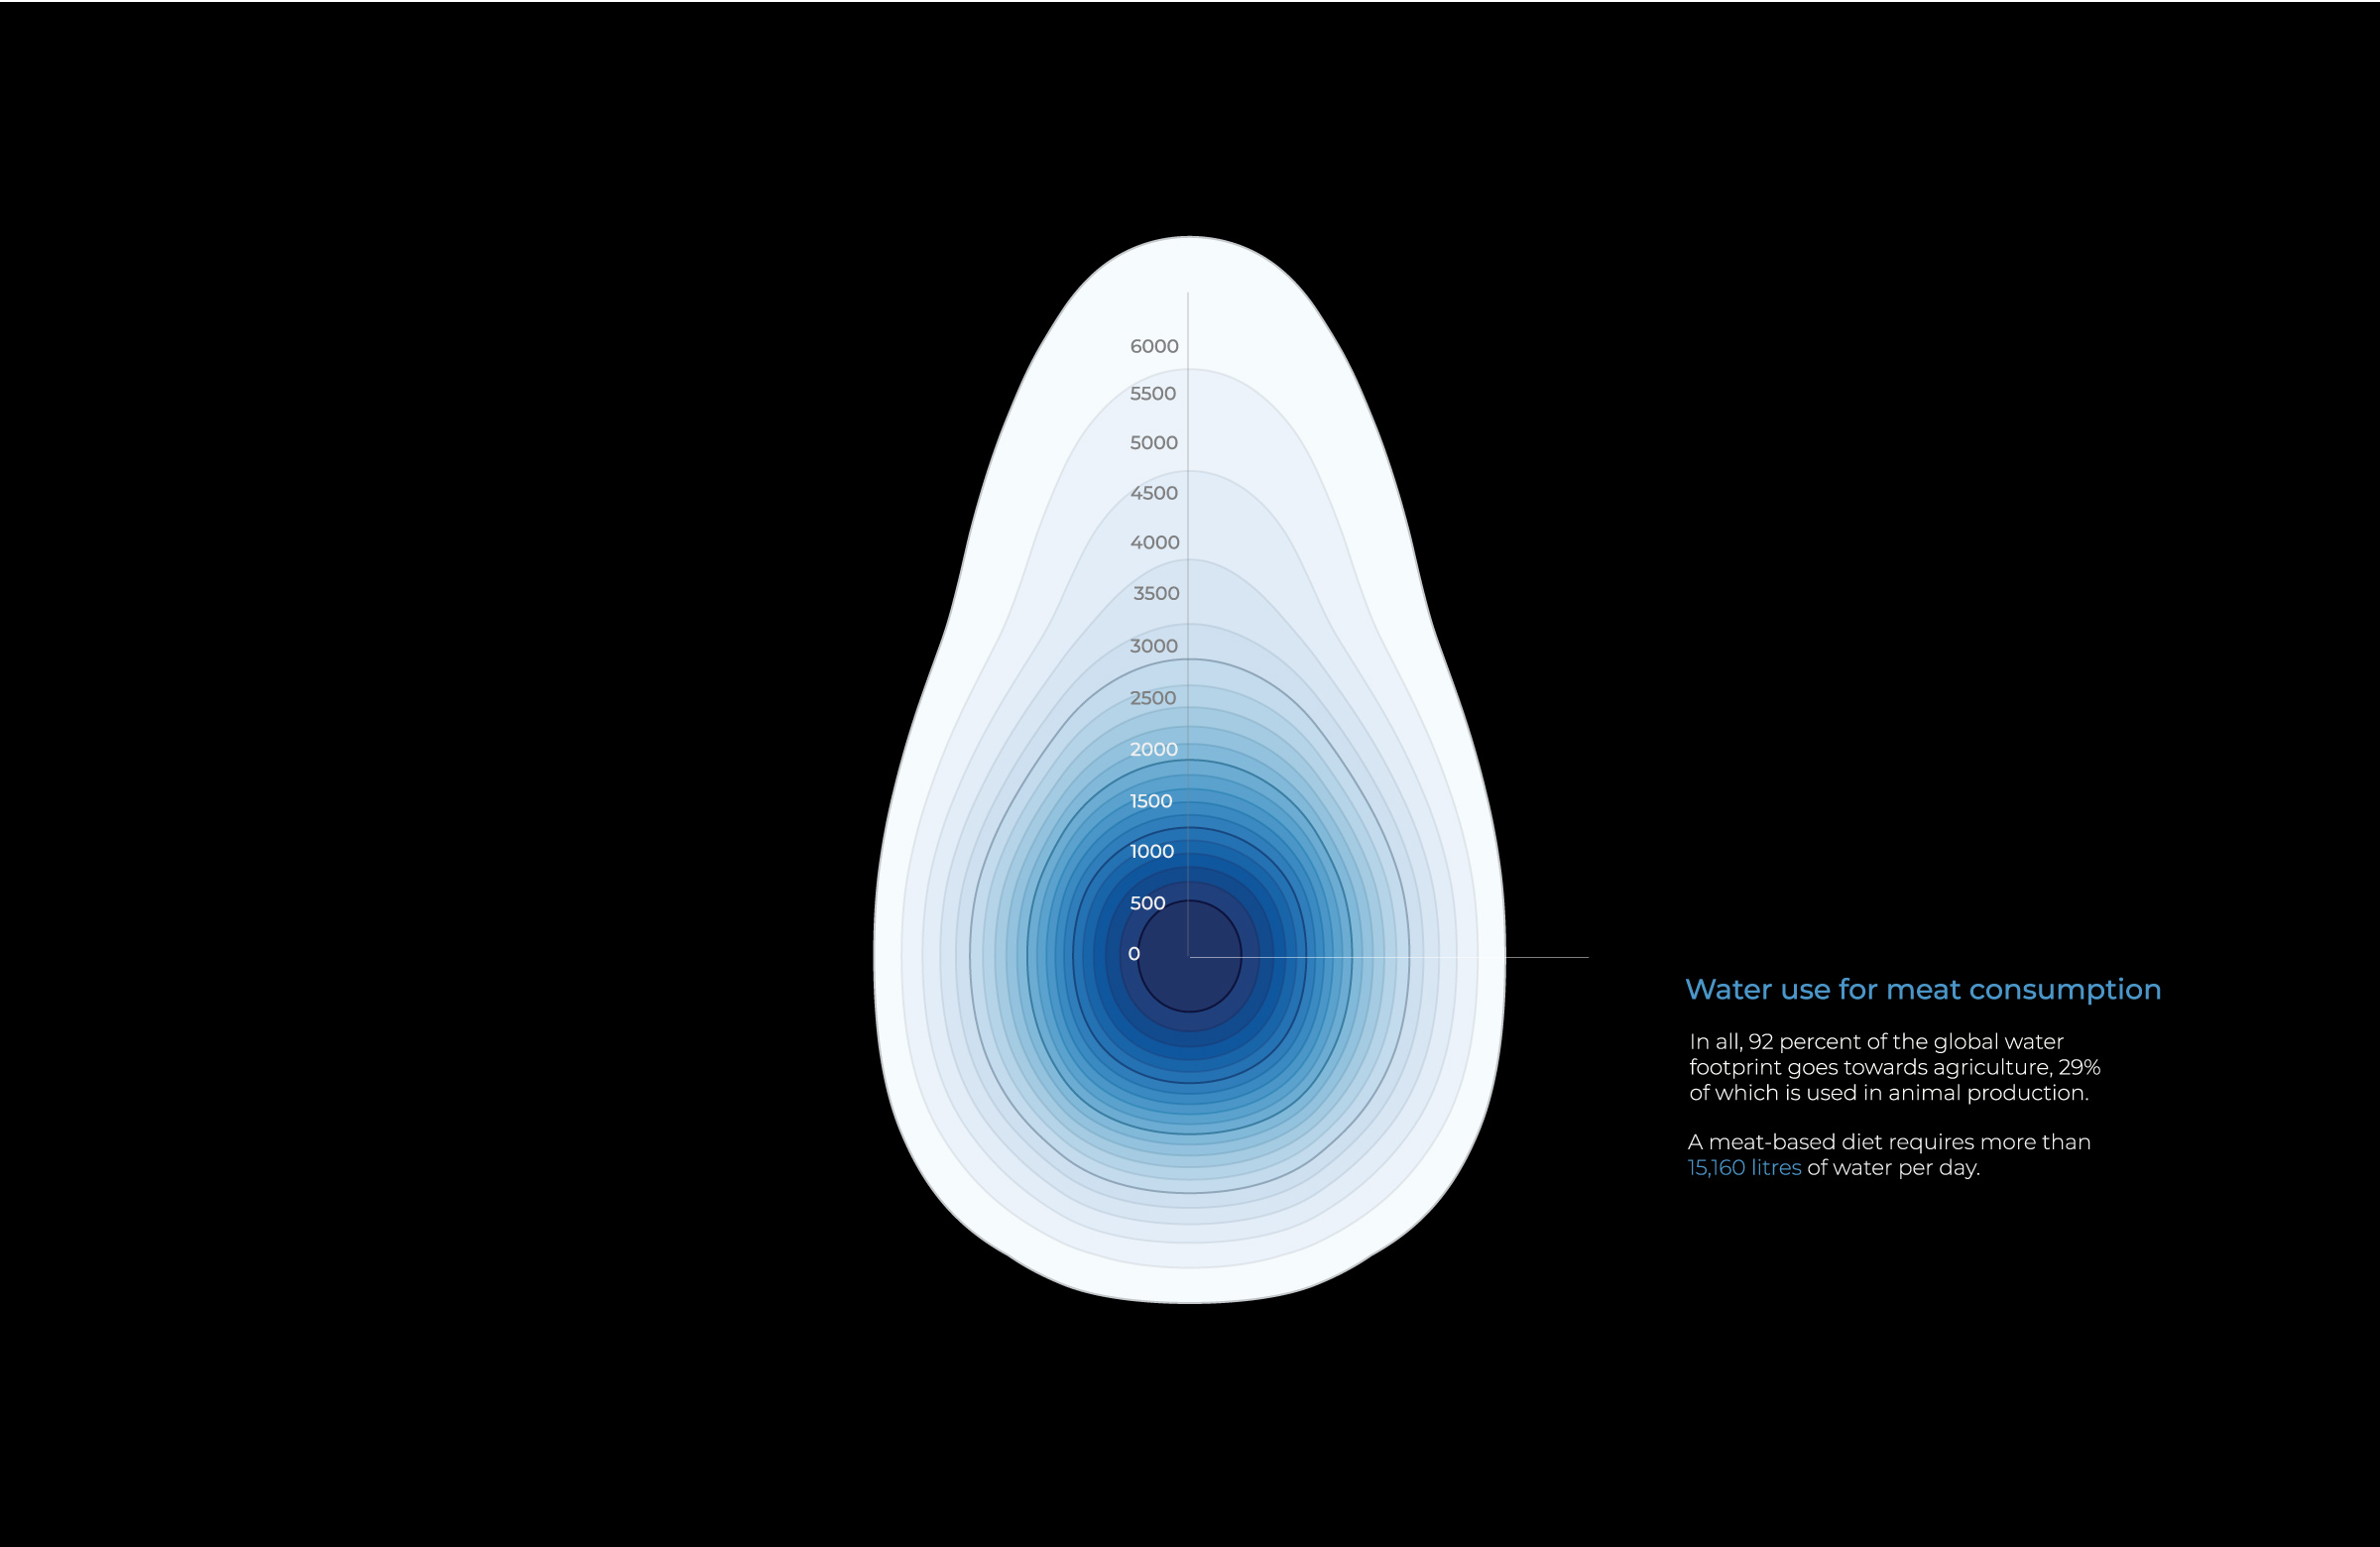 6000
5500
5000
4500
4000
3500
3000
2500
2000
1500
1000
500
0
Water use for meat consumption
In all, 92 percent of the global water
footprint goes towards agriculture, 29%
of which is used in animal production.
A meat-based diet requires more than
15,160 litres of water per day.